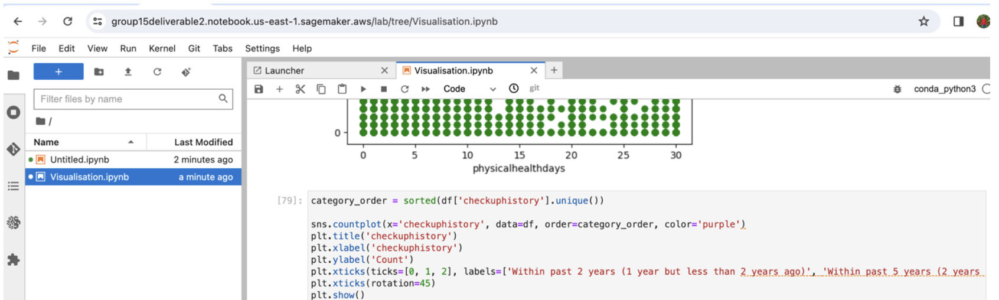 group15deliverable2.notebook.us-east-1.sagemaker.aws/lab/tree/Visualisation.ipynb
File Edit View Run Kernel Git Tabs Settings Help
+
Filter files by name
/
Name Last Modified
Untitled.ipynb 2 minutes ago
Visualisation.ipynb a minute ago
Launcher Visualisation.ipynb +
Code git conda_python3
0
0 5 10 15 20 25 30
physicalhealthdays
[79]: category_order = sorted(df['checkuphistory'].unique())
sns.countplot(x='checkuphistory', data=df, order=category_order, color='purple')
plt.title('checkuphistory')
plt.xlabel('checkuphistory')
plt.ylabel('Count')
plt.xticks(ticks=[0, 1, 2], labels=['Within past 2 years (1 year but less than 2 years ago)', 'Within past 5 years (2 years
plt.xticks(rotation=45)
plt.show()